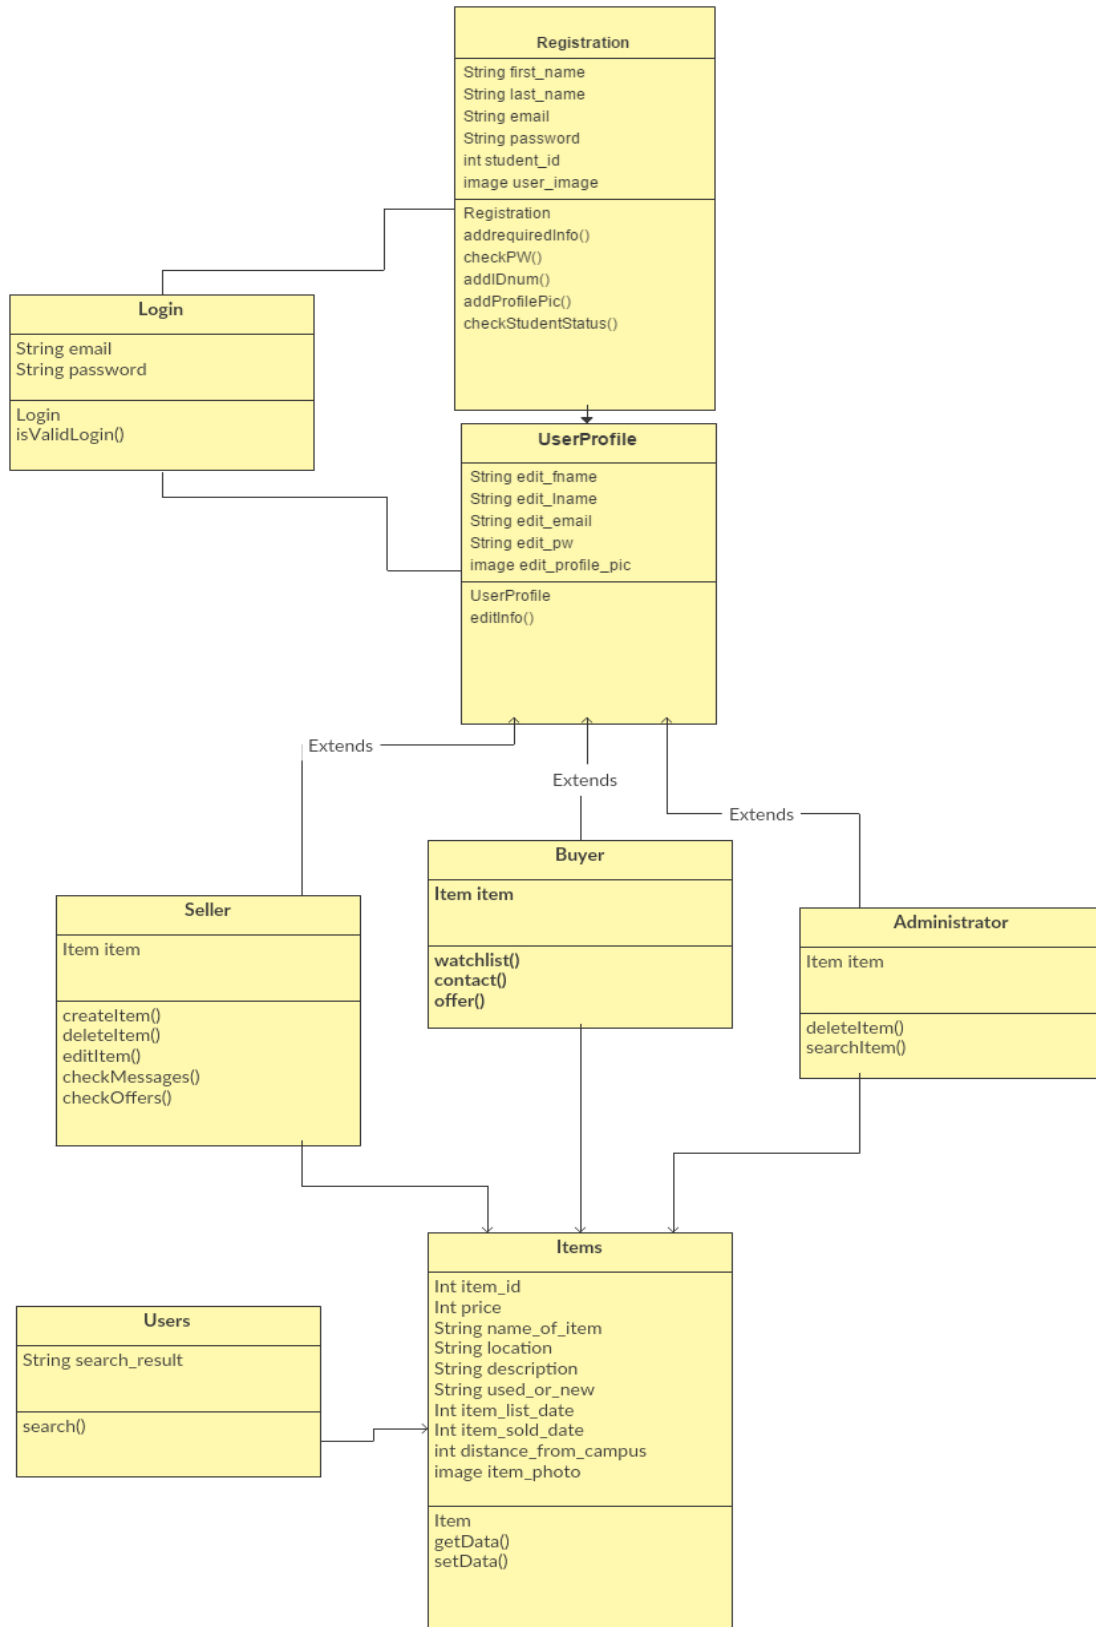 Registration
String first_name
String last_name
String email
String password
int student_id
image user_image
Registration
addrequiredInfo()
checkPW()
addIDnum()
addProfilePic()
checkStudentStatus()
Login
String email
String password
Login
isValidLogin()
UserProfile
String edit_fname
String edit_lname
String edit_email
String edit_pw
image edit_profile_pic
UserProfile
editInfo()
Extends
Extends
Extends
Seller
Item item
createItem()
deleteItem()
editItem()
checkMessages()
checkOffers()
Buyer
Item item
watchlist()
contact()
offer()
Administrator
Item item
deleteItem()
searchItem()
Users
String search_result
search()
Items
Int item_id
Int price
String name_of_item
String location
String description
String used_or_new
Int item_list_date
Int item_sold_date
int distance_from_campus
image item_photo
Item
getData()
setData()